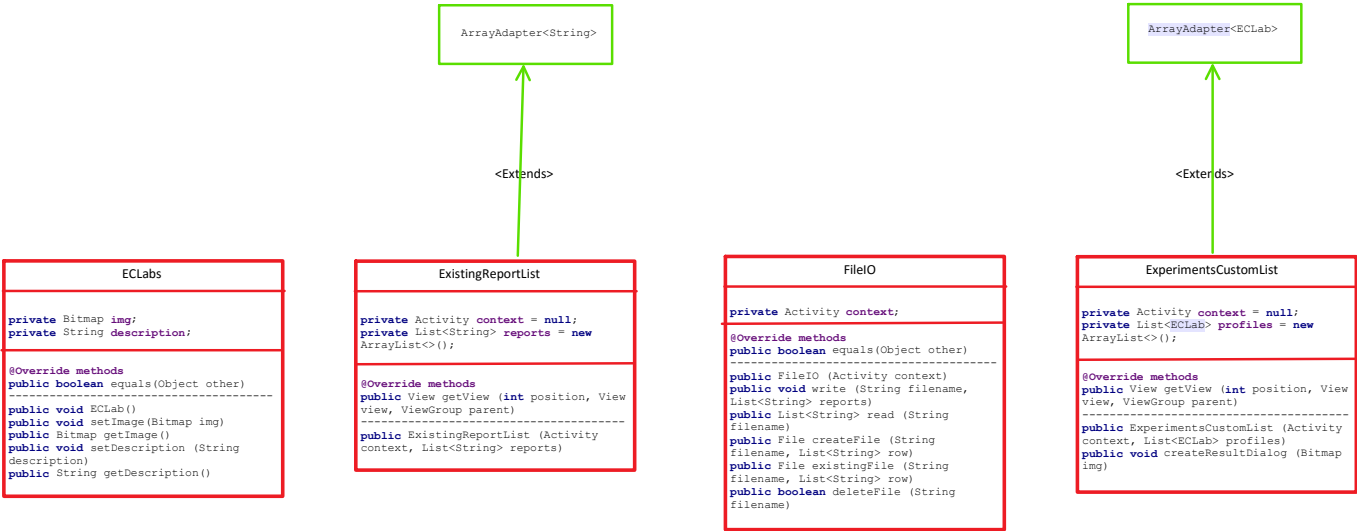 ArrayAdapter<String>
ArrayAdapter<ECLab>
<Extends>
<Extends>
ECLabs
private Bitmap img;
private String description;
@Override methods
public boolean equals(Object other)
--------------------------------------
public void ECLab()
public void setImage(Bitmap img)
public Bitmap getImage()
public void setDescription (String
description)
public String getDescription()
ExistingReportList
private Activity context = null;
private List<String> reports = new
ArrayList<>();
@Override methods
public View getView (int position, View
view, ViewGroup parent)
--------------------------------------
public ExistingReportList (Activity
context, List<String> reports)
FileIO
private Activity context;
@Override methods
public boolean equals(Object other)
--------------------------------------
public FileIO (Activity context)
public void write (String filename,
List<String> reports)
public List<String> read (String
filename)
public File createFile (String
filename, List<String> row)
public File existingFile (String
filename, List<String> row)
public boolean deleteFile (String
filename)
ExperimentsCustomList
private Activity context = null;
private List<ECLab> profiles = new
ArrayList<>();
@Override methods
public View getView (int position, View
view, ViewGroup parent)
--------------------------------------
public ExperimentsCustomList (Activity
context, List<ECLab> profiles)
public void createResultDialog (Bitmap
img)